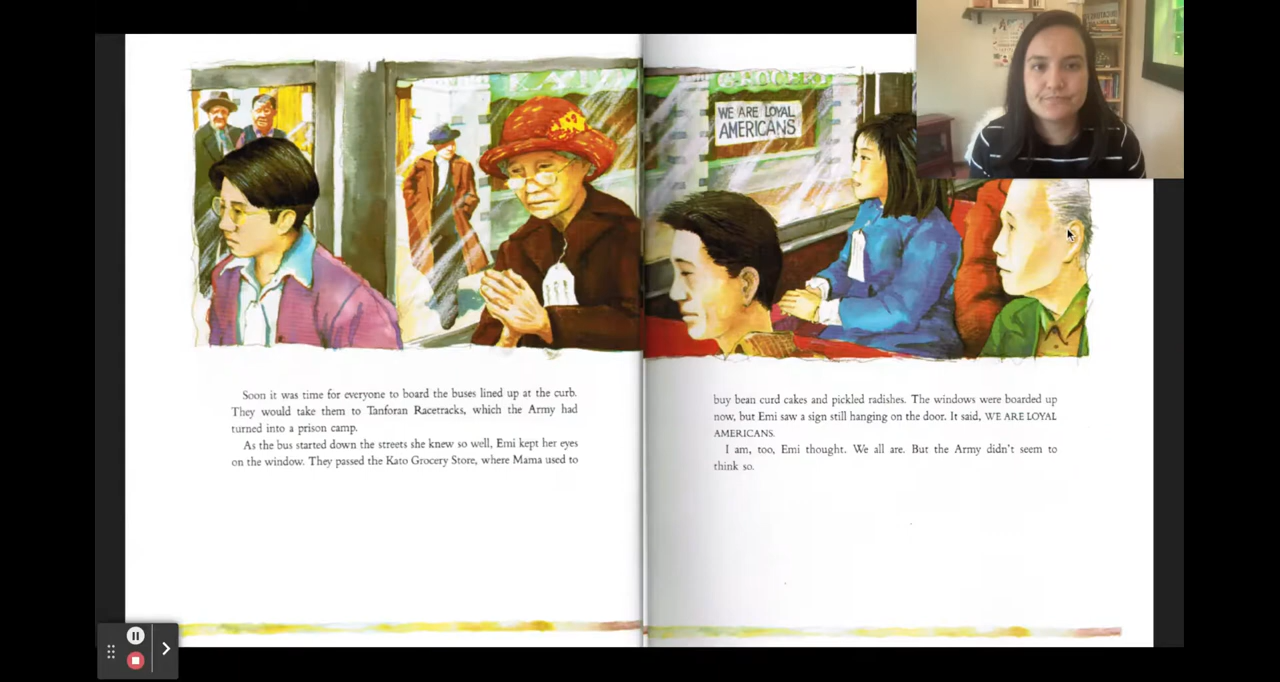 GROCERY
WE ARE LOYAL
AMERICANS
Soon it was time for everyone to board the buses lined up at the curb.
They would take them to Tanforan Racetracks, which the Army had
turned into a prison camp.
As the bus started down the streets she knew so well, Emi kept her eyes
on the window. They passed the Kato Grocery Store, where Mama used to
buy bean curd cakes and pickled radishes. The windows were boarded up
now, but Emi saw a sign still hanging on the door. It said, WE ARE LOYAL
AMERICANS.
I am, too, Emi thought. We all are. But the Army didn't seem to
think so.